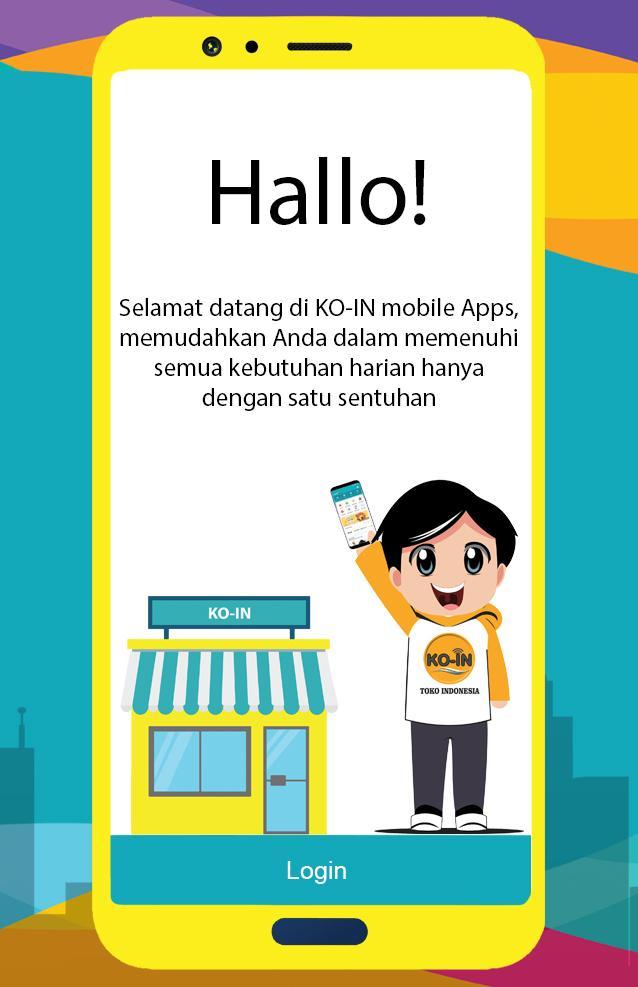 Hallo!
Selamat datang di KO-IN mobile Apps,
memudahkan Anda dalam memenuhi
semua kebutuhan harian hanya
dengan satu sentuhan
KO-IN
KO-IN
TOKO INDONESIA
Login